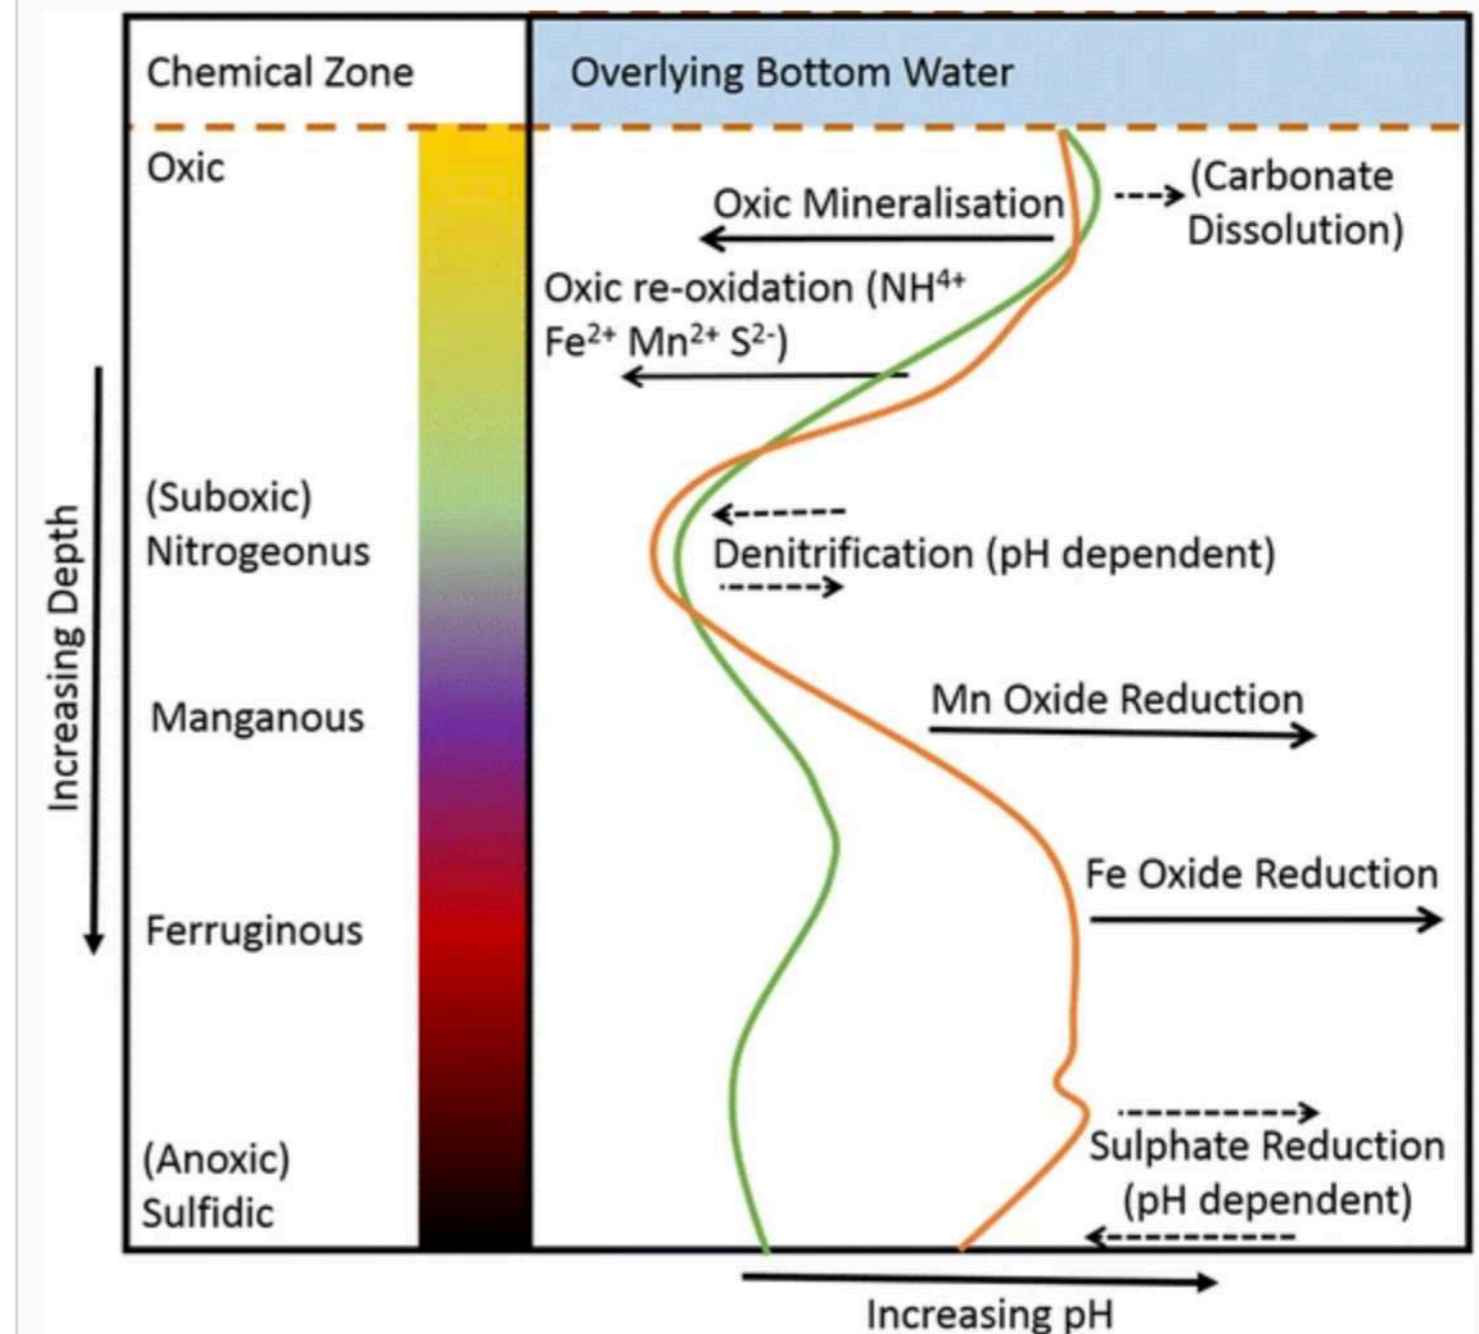 Chemical Zone
Overlying Bottom Water
Oxic
(Carbonate
Dissolution)
Oxic Mineralisation
Oxic re-oxidation (NH⁴⁺
Fe²⁺ Mn²⁺ S²⁻)
(Suboxic)
Nitrogeonus
Denitrification (pH dependent)
Increasing Depth
Manganous
Mn Oxide Reduction
Ferruginous
Fe Oxide Reduction
(Anoxic)
Sulfidic
Sulphate Reduction
(pH dependent)
Increasing pH